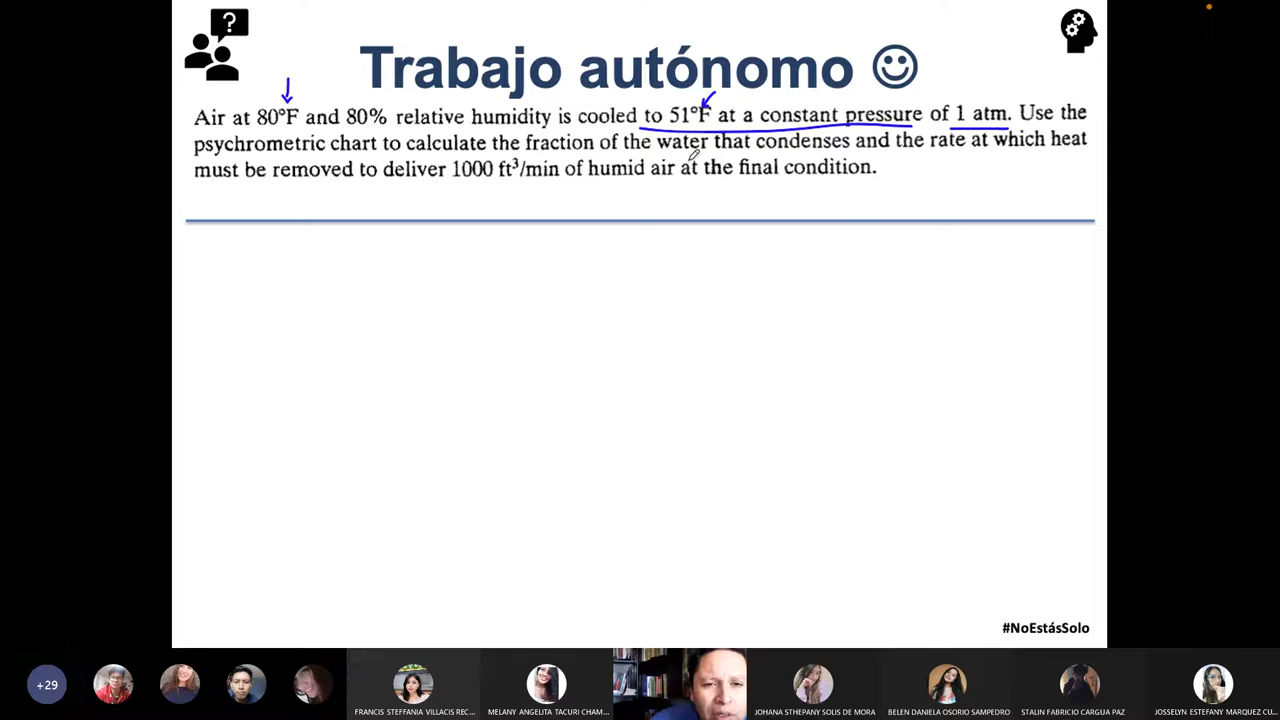 ?
Trabajo autónomo
Air at 80°F and 80% relative humidity is cooled to 51°F at a constant pressure of 1 atm. Use the
psychrometric chart to calculate the fraction of the water that condenses and the rate at which heat
must be removed to deliver 1000 ft³/min of humid air at the final condition.
#NoEstásSolo
+29
FRANCIS STEFFANIA VILLACIS REC...
MELANY ANGELITA TACURI CHAM...
JOHANA STHEPANY SOLIS DE MORA
BELEN DANIELA OSORIO SAMPEDRO
STALIN FABRICIO CARGUA PAZ
JOSSELYN ESTEFANY MARQUEZ CU...